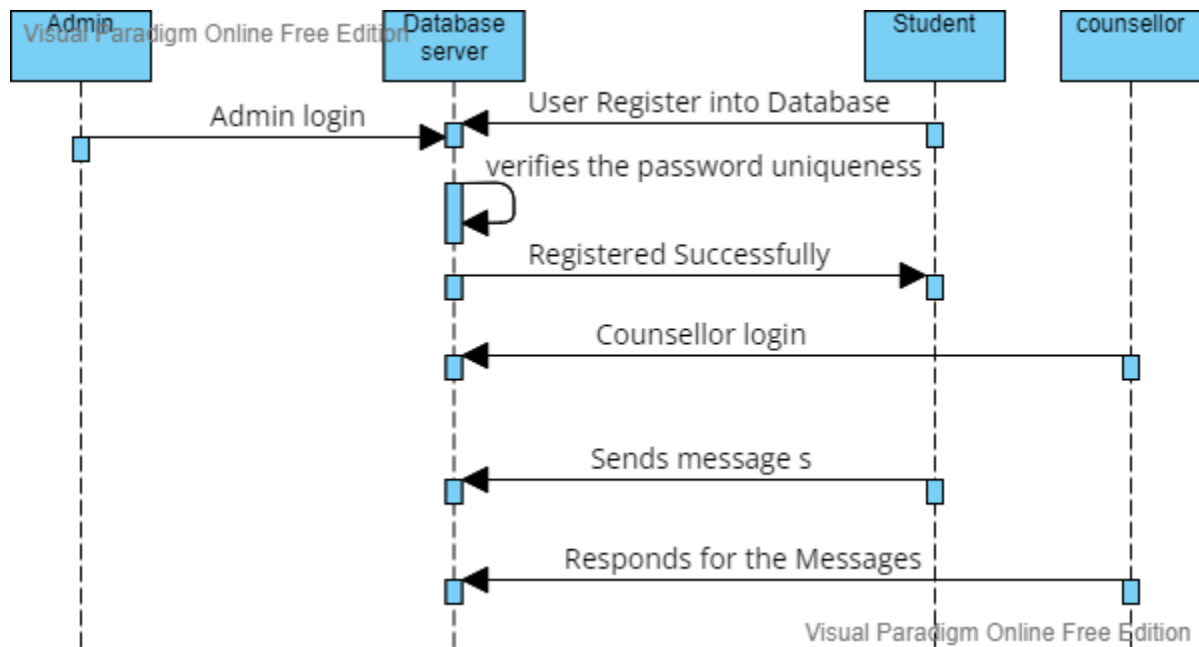 Admin
Visual Paradigm Online Free Edition
Database
server
Student
counsellor
User Register into Database
Admin login
verifies the password uniqueness
Registered Successfully
Counsellor login
Sends message s
Responds for the Messages
Visual Paradigm Online Free Edition